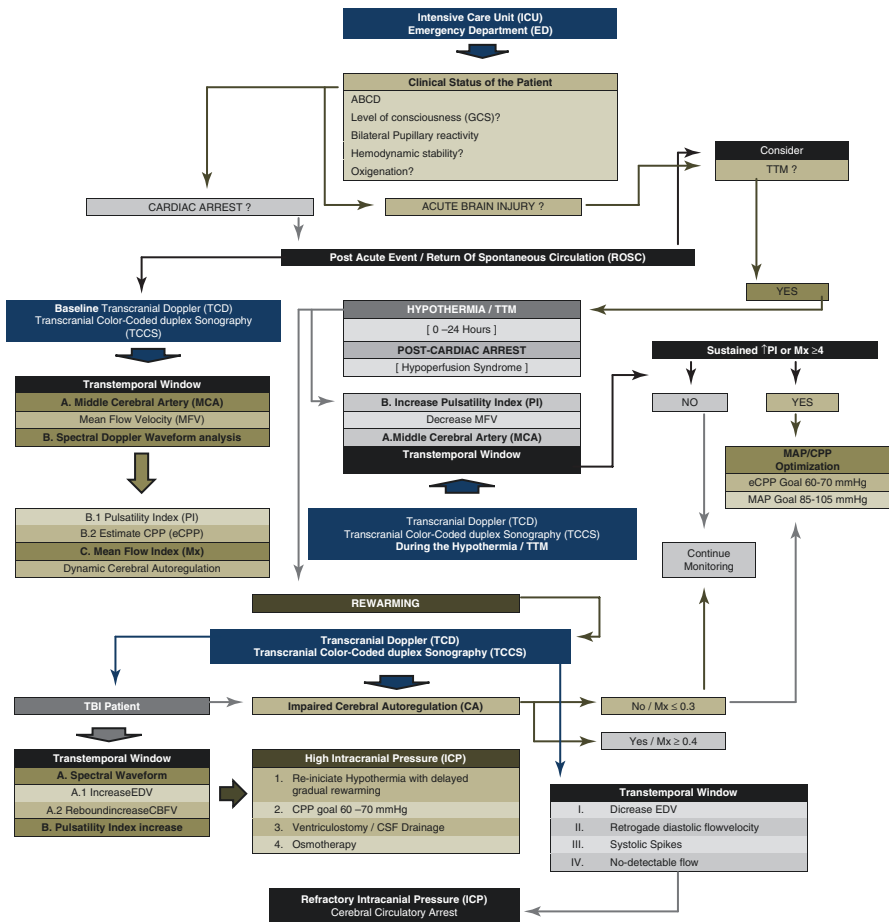 Intensive Care Unit (ICU)
Emergency Department (ED)
Clinical Status of the Patient
ABCD
Level of consciousness (GCS)?
Bilateral Pupillary reactivity
Hemodynamic stability?
Oxigenation?
Consider
TTM ?
CARDIAC ARREST ?
ACUTE BRAIN INJURY ?
Post Acute Event / Return Of Spontaneous Circulation (ROSC)
YES
Baseline Transcranial Doppler (TCD)
Transcranial Color-Coded duplex Sonography
(TCCS)
HYPOTHERMIA / TTM
[ 0 –24 Hours ]
POST-CARDIAC ARREST
[ Hypoperfusion Syndrome ]
Sustained ↑PI or Mx ≥4
NO
YES
Transtemporal Window
A. Middle Cerebral Artery (MCA)
Mean Flow Velocity (MFV)
B. Spectral Doppler Waveform analysis
B. Increase Pulsatility Index (PI)
Decrease MFV
A.Middle Cerebral Artery (MCA)
Transtemporal Window
MAP/CPP
Optimization
eCPP Goal 60-70 mmHg
MAP Goal 85-105 mmHg
B.1 Pulsatility Index (PI)
B.2 Estimate CPP (eCPP)
C. Mean Flow Index (Mx)
Dynamic Cerebral Autoregulation
Transcranial Doppler (TCD)
Transcranial Color-Coded duplex Sonography (TCCS)
During the Hypothermia / TTM
Continue
Monitoring
REWARMING
Transcranial Doppler (TCD)
Transcranial Color-Coded duplex Sonography (TCCS)
TBI Patient
Impaired Cerebral Autoregulation (CA)
No / Mx ≤ 0.3
Yes / Mx ≥ 0.4
Transtemporal Window
A. Spectral Waveform
A.1 IncreaseEDV
A.2 ReboundincreaseCBFV
B. Pulsatility Index increase
High Intracranial Pressure (ICP)
1. Re-iniciate Hypothermia with delayed
gradual rewarming
2. CPP goal 60 –70 mmHg
3. Ventriculostomy / CSF Drainage
4. Osmotherapy
Transtemporal Window
I. Dicrease EDV
II. Retrogade diastolic flowvelocity
III. Systolic Spikes
IV. No-detectable flow
Refractory Intracanial Pressure (ICP)
Cerebral Circulatory Arrest